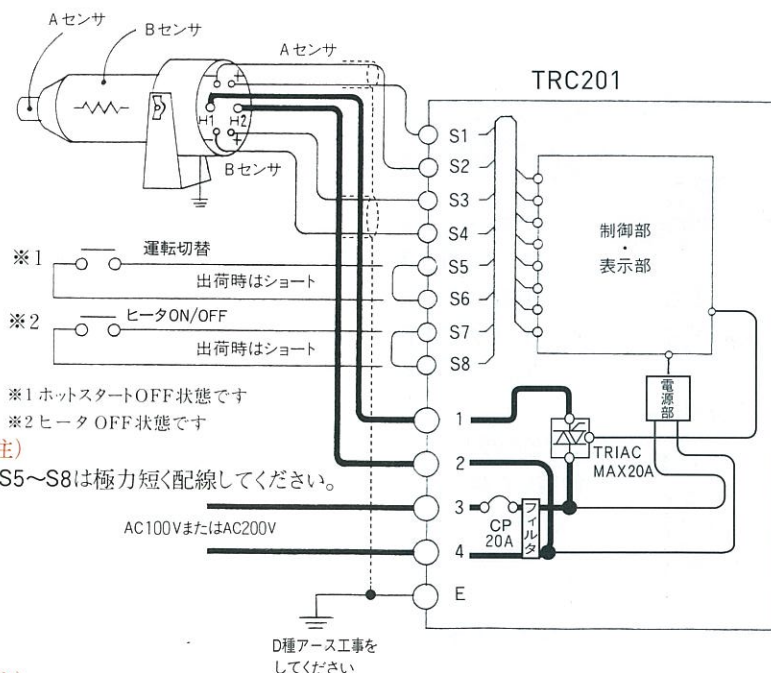 Aセンサ
Bセンサ
Aセンサ
TRC201
H1 H2
+
+
−
Bセンサ
S1
S2
S3
S4
S5
S6
S7
S8
制御部
・
表示部
※1 運転切替
出荷時はショート
※2 ヒータON/OFF
出荷時はショート
※1 ホットスタートOFF状態です
※2 ヒータOFF状態です
注）
S5〜S8は極力短く配線してください。
電源部
1
2
3
4
E
TRIAC
MAX20A
CP
20A
フィルタ
AC100VまたはAC200V
D種アース工事を
してください